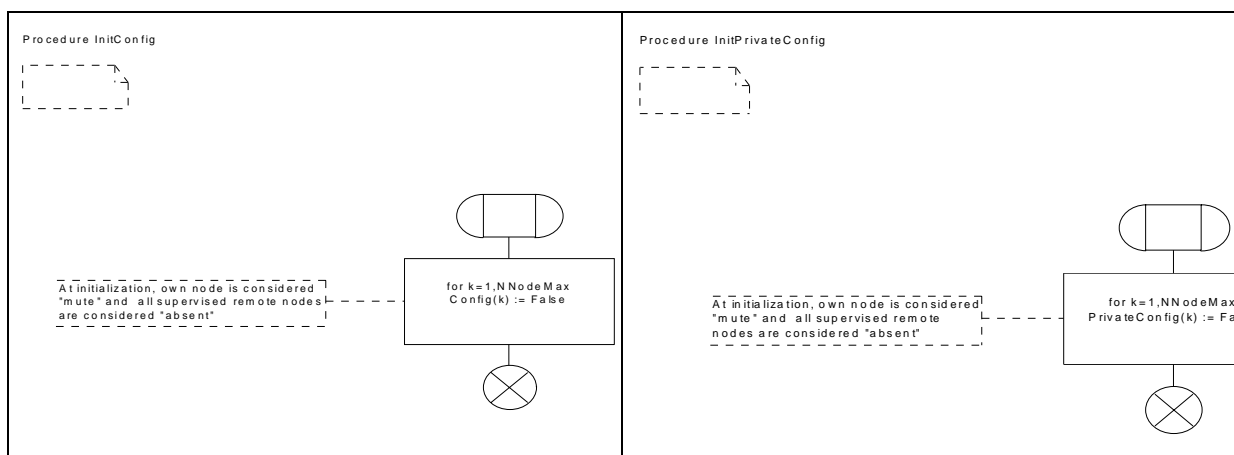 Procedure InitConfig
At initialization, own node is considered
"mute" and all supervised remote nodes
are considered "absent"
for k=1,NNodeMax
Config(k) := False
Procedure InitPrivateConfig
At initialization, own node is considered
"mute" and all supervised remote
nodes are considered "absent"
for k=1,NNodeMax
PrivateConfig(k) :=